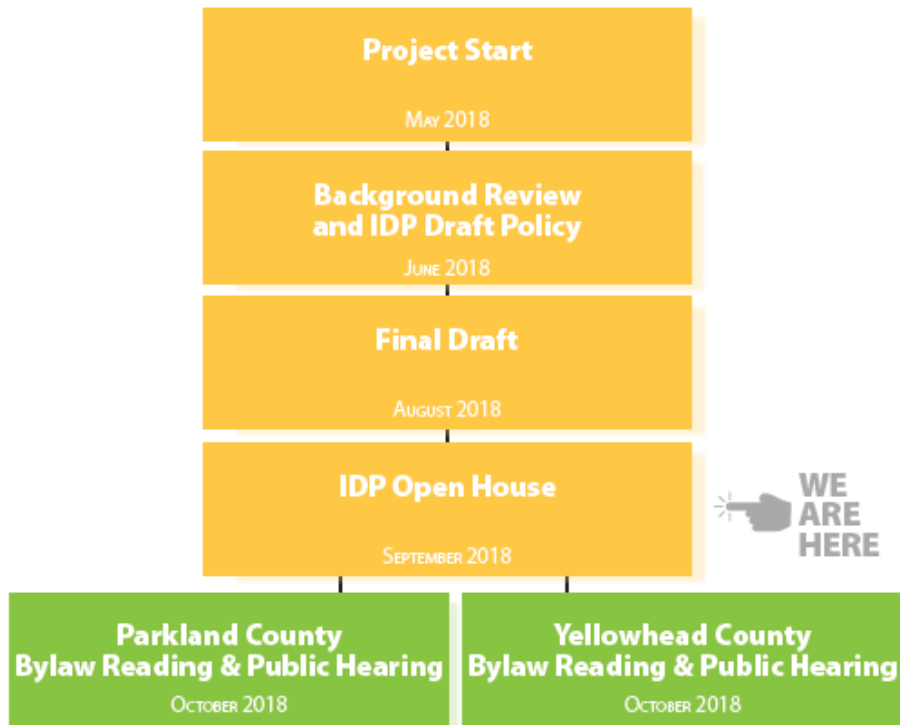 Project Start
May 2018
Background Review
and IDP Draft Policy
June 2018
Final Draft
August 2018
IDP Open House
September 2018
WE
ARE
HERE
Parkland County
Bylaw Reading & Public Hearing
October 2018
Yellowhead County
Bylaw Reading & Public Hearing
October 2018